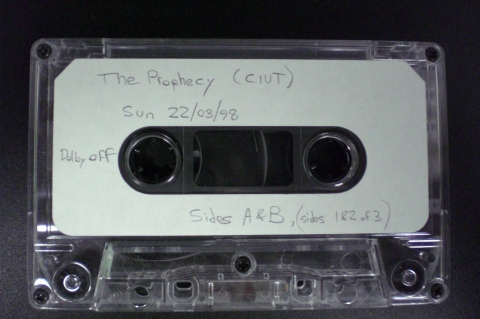 The Prophecy (CIUT)
Sun 22/03/98
Dolby off
Sides A & B, (sides 1&2 of 3)